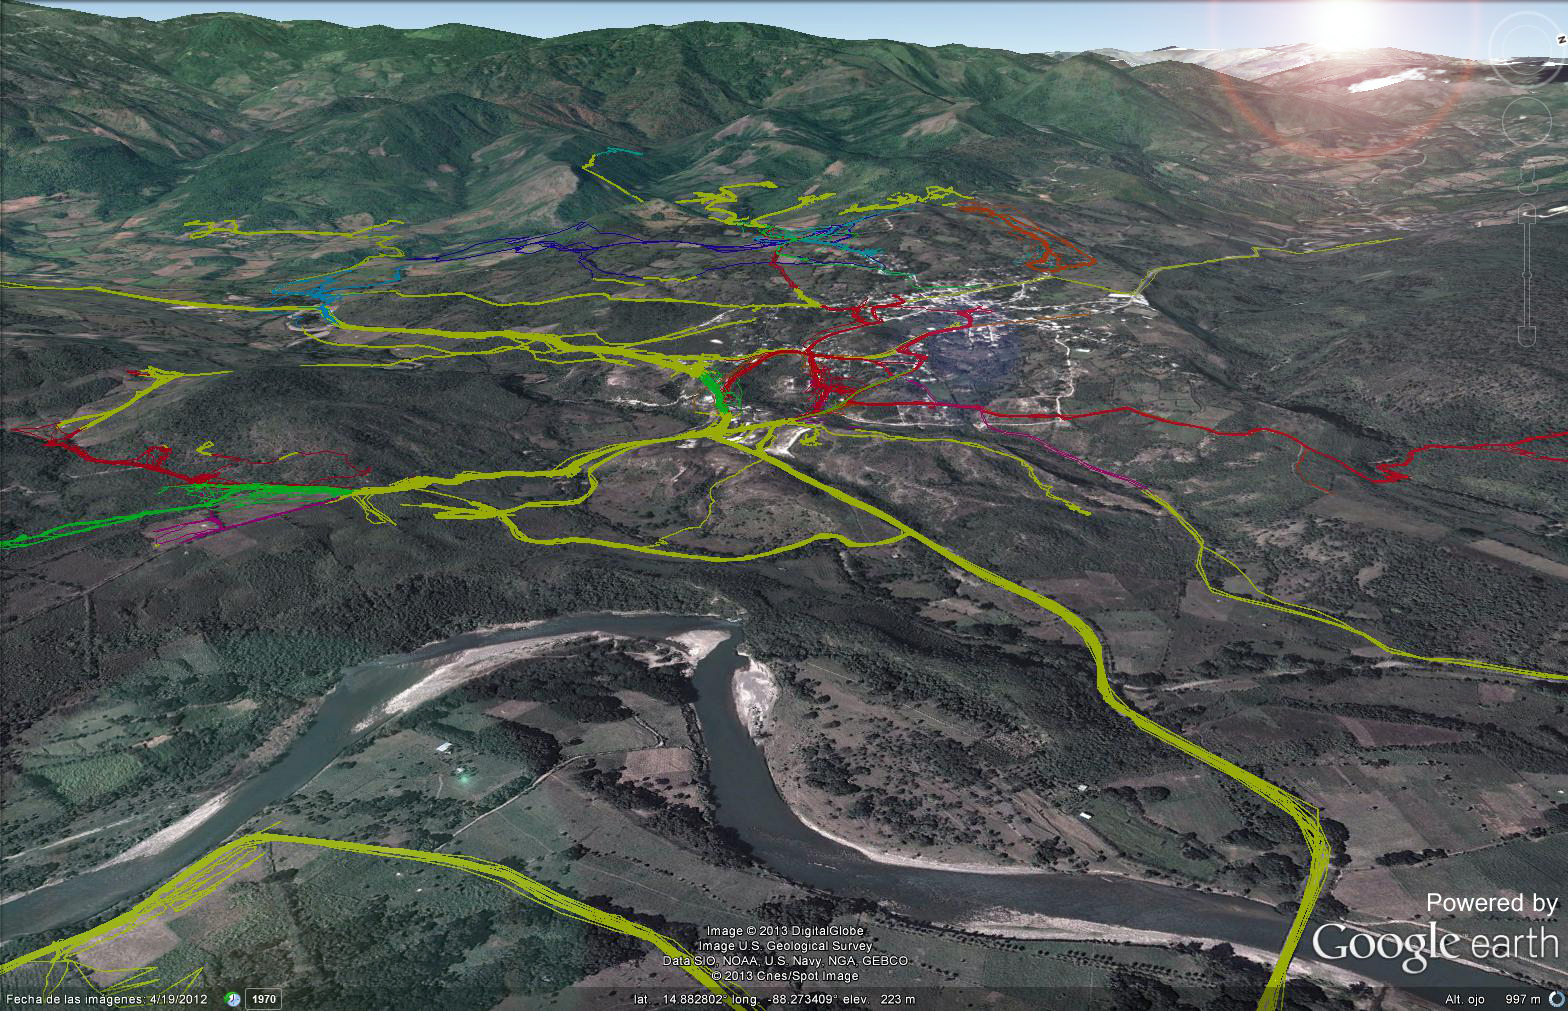 N
Powered by
Google earth
Image © 2013 DigitalGlobe
Image U.S. Geological Survey
Data SIO, NOAA, U.S. Navy, NGA, GEBCO
© 2013 Cnes/Spot Image
Fecha de las imágenes: 4/19/2012 1970 lat. 14.882802° long. -88.273409° elev. 223 m Alt. ojo 997 m